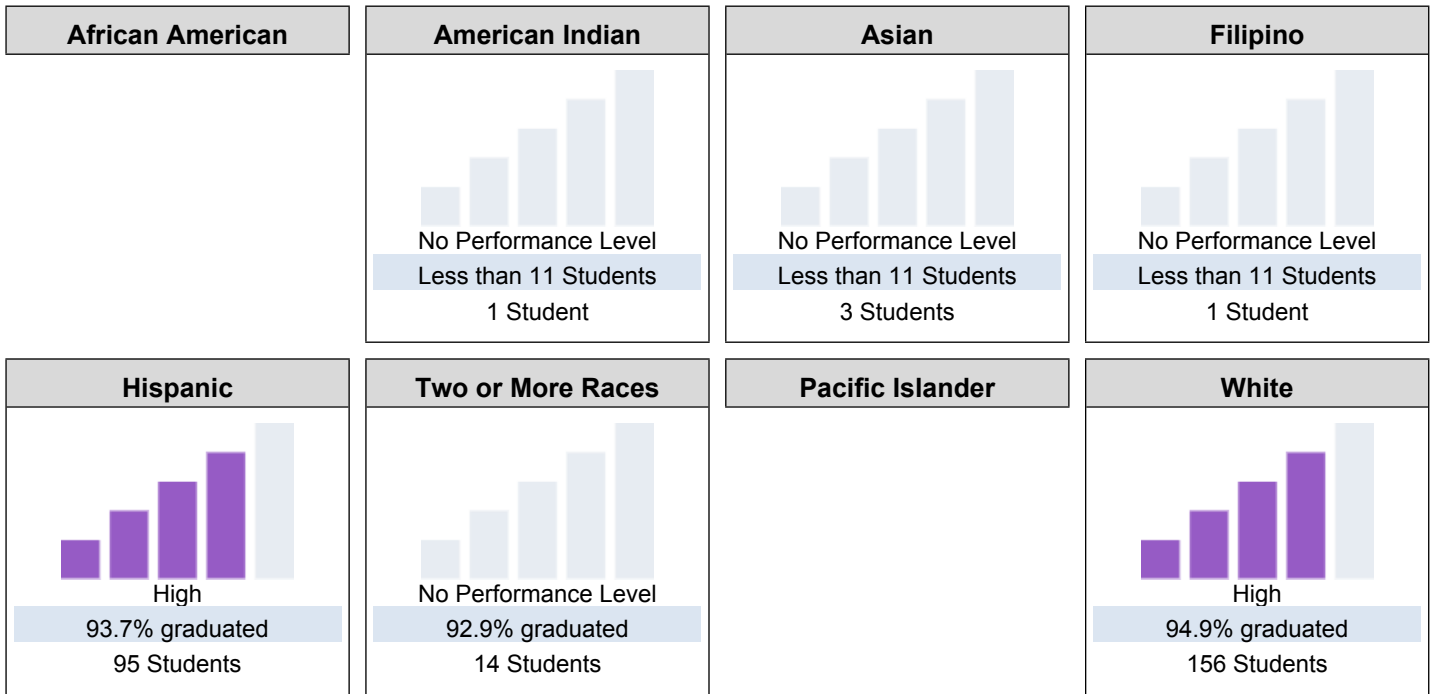 African American
American Indian
Asian
Filipino
No Performance Level
Less than 11 Students
1 Student
No Performance Level
Less than 11 Students
3 Students
No Performance Level
Less than 11 Students
1 Student
Hispanic
Two or More Races
Pacific Islander
White
High
93.7% graduated
95 Students
No Performance Level
92.9% graduated
14 Students
High
94.9% graduated
156 Students